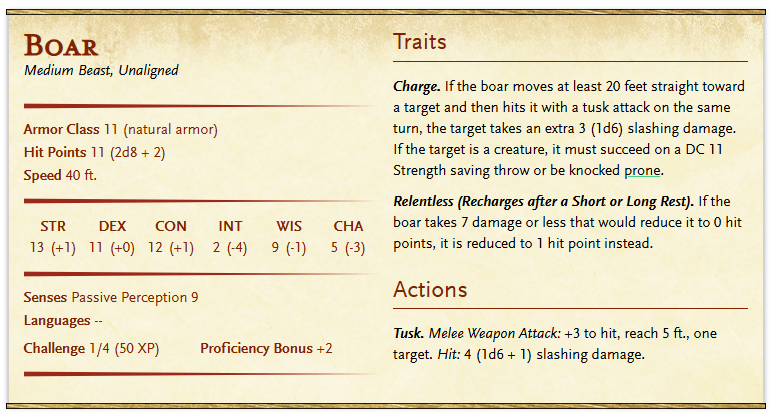 BOAR
Medium Beast, Unaligned
Armor Class 11 (natural armor)
Hit Points 11 (2d8 + 2)
Speed 40 ft.
STR DEX CON INT WIS CHA
13 (+1) 11 (+0) 12 (+1) 2 (-4) 9 (-1) 5 (-3)
Senses Passive Perception 9
Languages --
Challenge 1/4 (50 XP) Proficiency Bonus +2
Traits
Charge. If the boar moves at least 20 feet straight toward
a target and then hits it with a tusk attack on the same
turn, the target takes an extra 3 (1d6) slashing damage.
If the target is a creature, it must succeed on a DC 11
Strength saving throw or be knocked prone.
Relentless (Recharges after a Short or Long Rest). If the
boar takes 7 damage or less that would reduce it to 0 hit
points, it is reduced to 1 hit point instead.
Actions
Tusk. Melee Weapon Attack: +3 to hit, reach 5 ft., one
target. Hit: 4 (1d6 + 1) slashing damage.